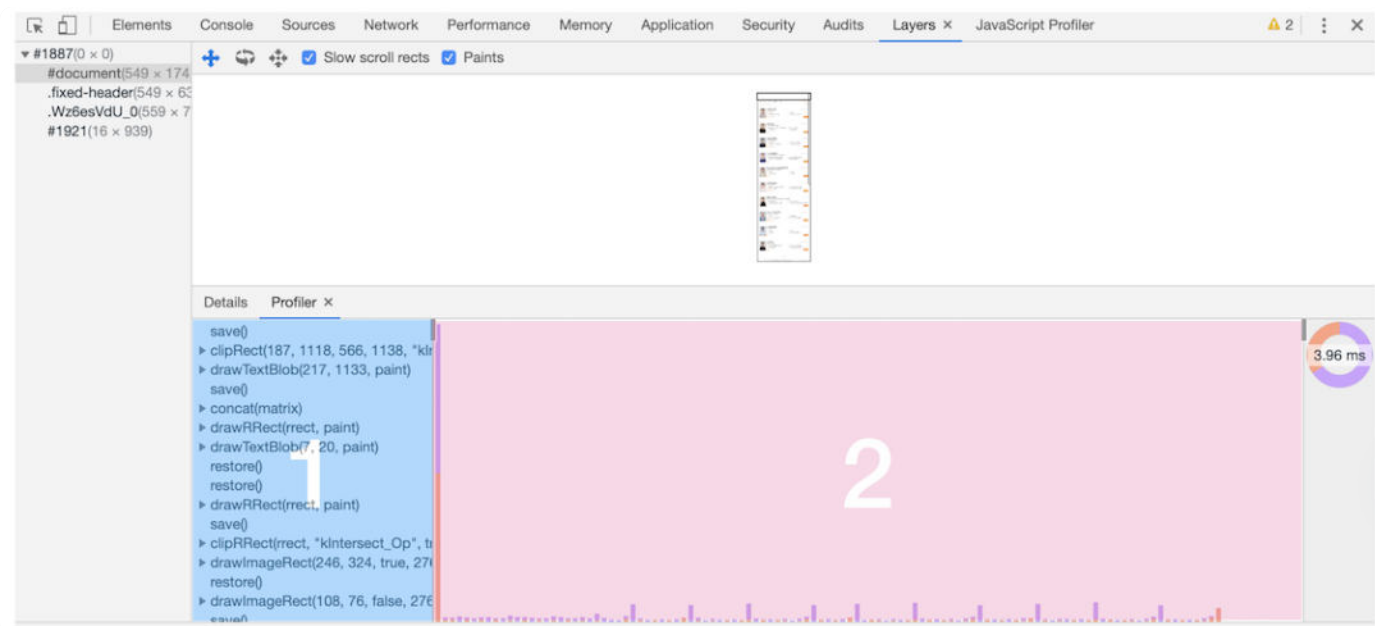 Elements Console Sources Network Performance Memory Application Security Audits Layers × JavaScript Profiler 2
#1887(0 × 0)
Slow scroll rects Paints
#document(549 × 174
.fixed-header(549 × 63
.Wz6esVdU_0(559 × 7
#1921(16 × 939)
Details Profiler ×
save()
clipRect(187, 1118, 566, 1138, "kIn
drawTextBlob(217, 1133, paint)
save()
concat(matrix)
drawRRect(rrect, paint)
drawTextBlob(7, 20, paint)
restore()
restore()
drawRRect(rrect, paint)
save()
clipRRect(rrect, "kIntersect_Op", tr
drawImageRect(246, 324, true, 276
restore()
drawImageRect(108, 76, false, 276
save()
1
2
3.96 ms